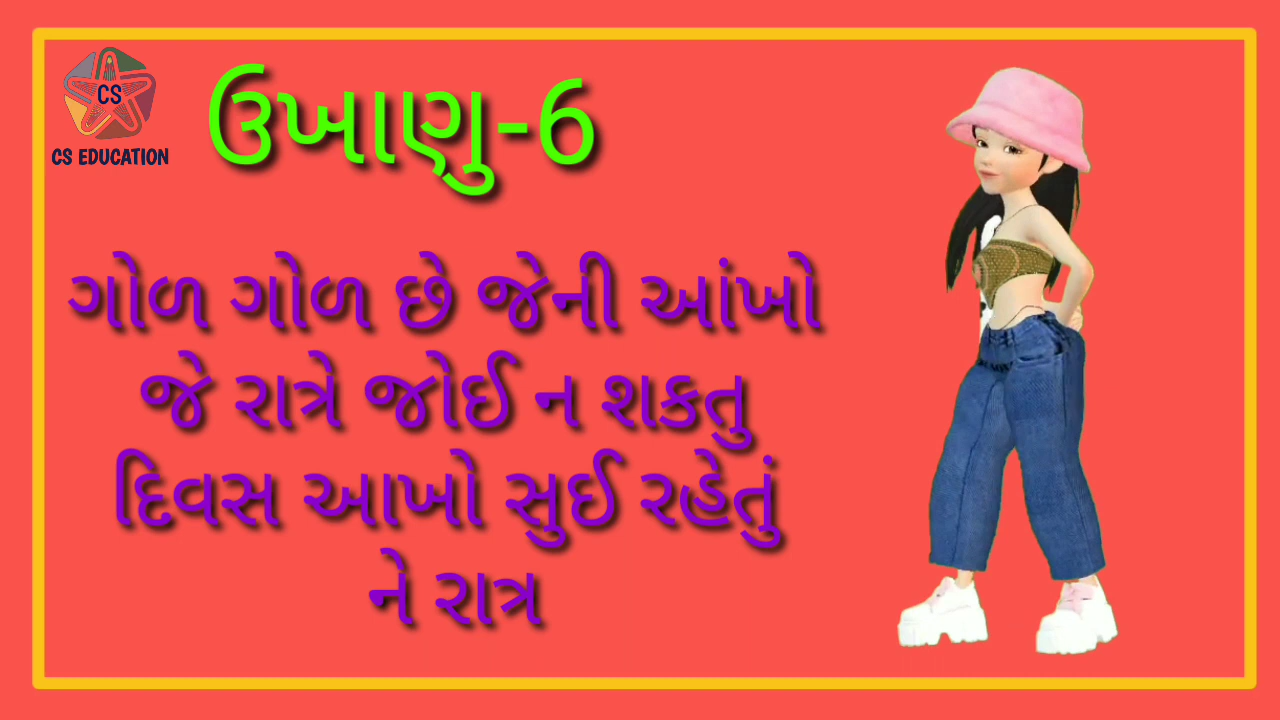 CS
CS EDUCATION
ઉખાણુ-6
ગોળ ગોળ છે જેની આંખો
જે રાત્રે જોઈ ન શકતુ
દિવસ આખો સુઈ રહેતું
ને રાત્ર